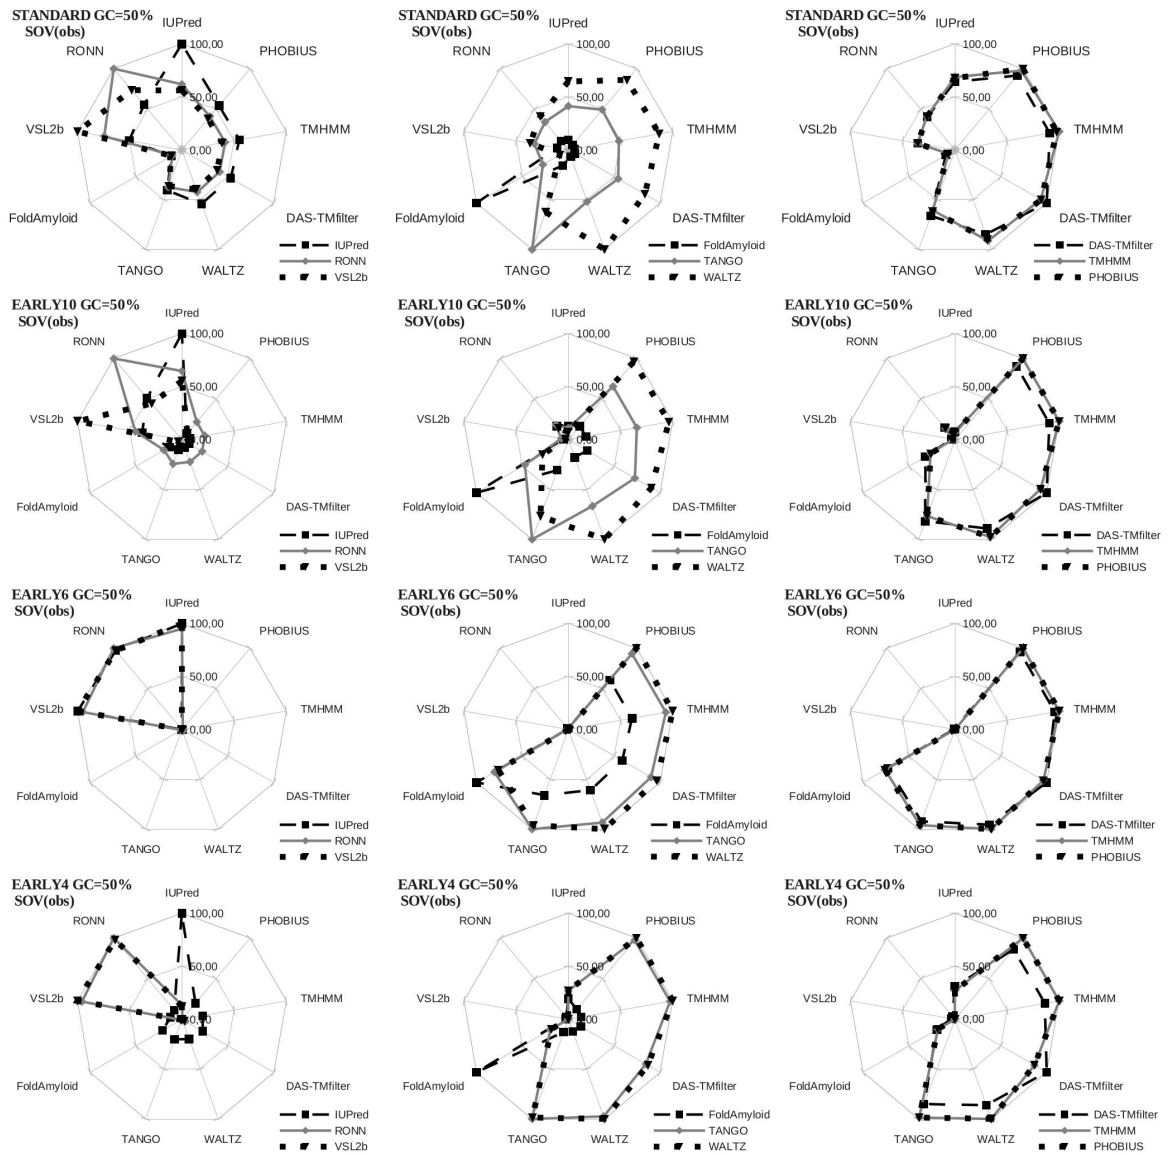 STANDARD GC=50%
SOV(obs)
IUPred
RONN
100,00
PHOBIUS
50,00
VSL2b
TMHMM
0,00
FoldAmyloid
DAS-TMfilter
TANGO
WALTZ
IUPred
RONN
VSL2b
STANDARD GC=50%
SOV(obs)
IUPred
RONN
100,00
PHOBIUS
50,00
VSL2b
TMHMM
0,00
FoldAmyloid
DAS-TMfilter
TANGO
WALTZ
FoldAmyloid
TANGO
WALTZ
STANDARD GC=50%
SOV(obs)
IUPred
RONN
100,00
PHOBIUS
50,00
VSL2b
TMHMM
0,00
FoldAmyloid
DAS-TMfilter
TANGO
WALTZ
DAS-TMfilter
TMHMM
PHOBIUS
EARLY10 GC=50%
SOV(obs)
IUPred
RONN
100,00
PHOBIUS
50,00
VSL2b
TMHMM
FoldAmyloid
DAS-TMfilter
TANGO
WALTZ
IUPred
RONN
VSL2b
EARLY10 GC=50%
SOV(obs)
IUPred
RONN
100,00
PHOBIUS
50,00
VSL2b
TMHMM
0,00
FoldAmyloid
DAS-TMfilter
TANGO
WALTZ
FoldAmyloid
TANGO
WALTZ
EARLY10 GC=50%
SOV(obs)
IUPred
RONN
100,00
PHOBIUS
50,00
VSL2b
TMHMM
0,00
FoldAmyloid
DAS-TMfilter
TANGO
WALTZ
DAS-TMfilter
TMHMM
PHOBIUS
EARLY6 GC=50%
SOV(obs)
IUPred
RONN
100,00
PHOBIUS
50,00
VSL2b
TMHMM
0,00
FoldAmyloid
DAS-TMfilter
TANGO
WALTZ
IUPred
RONN
VSL2b
EARLY6 GC=50%
SOV(obs)
IUPred
RONN
100,00
PHOBIUS
50,00
VSL2b
TMHMM
0,00
FoldAmyloid
DAS-TMfilter
TANGO
WALTZ
FoldAmyloid
TANGO
WALTZ
EARLY6 GC=50%
SOV(obs)
IUPred
RONN
100,00
PHOBIUS
50,00
VSL2b
TMHMM
0,00
FoldAmyloid
DAS-TMfilter
TANGO
WALTZ
DAS-TMfilter
TMHMM
PHOBIUS
EARLY4 GC=50%
SOV(obs)
IUPred
RONN
100,00
PHOBIUS
50,00
VSL2b
TMHMM
FoldAmyloid
DAS-TMfilter
TANGO
WALTZ
IUPred
RONN
VSL2b
EARLY4 GC=50%
SOV(obs)
IUPred
RONN
100,00
PHOBIUS
50,00
VSL2b
TMHMM
FoldAmyloid
DAS-TMfilter
TANGO
WALTZ
FoldAmyloid
TANGO
WALTZ
EARLY4 GC=50%
SOV(obs)
IUPred
RONN
100,00
PHOBIUS
50,00
VSL2b
TMHMM
0,00
FoldAmyloid
DAS-TMfilter
TANGO
WALTZ
DAS-TMfilter
TMHMM
PHOBIUS